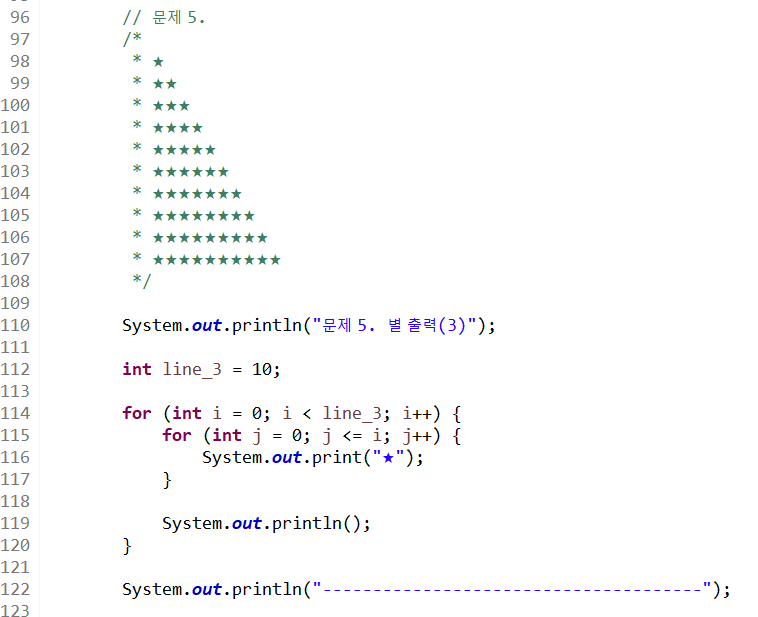 96 // 문제 5.
97 /*
98 * ★
99 * ★★
100 * ★★★
101 * ★★★★
102 * ★★★★★
103 * ★★★★★★
104 * ★★★★★★★
105 * ★★★★★★★★
106 * ★★★★★★★★★
107 * ★★★★★★★★★★
108 */
109
110 System.out.println("문제 5. 별 출력(3)");
111
112 int line_3 = 10;
113
114 for (int i = 0; i < line_3; i++) {
115 for (int j = 0; j <= i; j++) {
116 System.out.print("★");
117 }
118
119 System.out.println();
120 }
121
122 System.out.println("--------------------------------------");
123